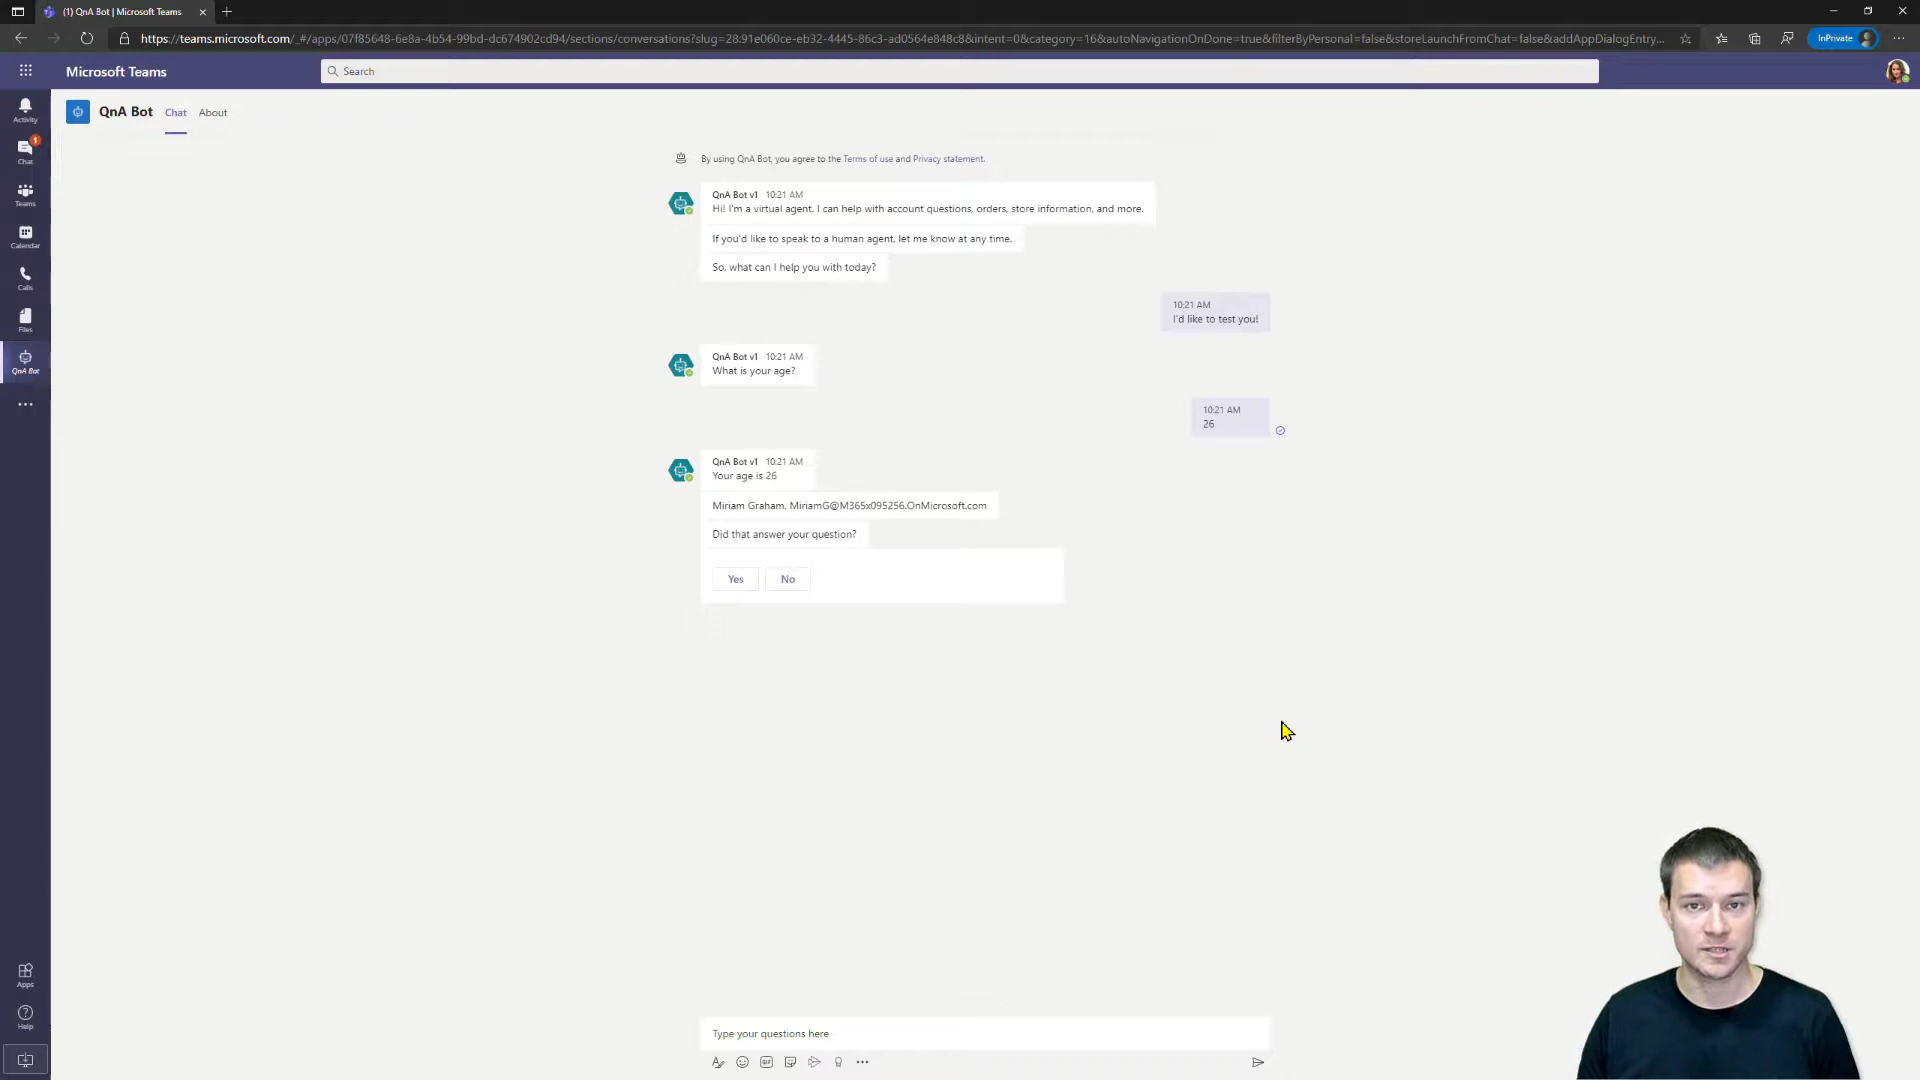 (1) QnA Bot | Microsoft Teams
https://teams.microsoft.com/_#/apps/07f85648-6e8a-4b54-99bd-dc674902cd94/sections/conversations?slug=28:91e060ce-eb32-4445-86c3-ad0564e848c8&intent=0&category=16&autoNavigationOnDone=true&filterByPersonal=false&storeLaunchFromChat=false&addAppDialogEntry...
InPrivate
Microsoft Teams
Search
Activity
1
Chat
Teams
Calendar
Calls
Files
QnA Bot
Apps
Help
QnA Bot Chat About
By using QnA Bot, you agree to the Terms of use and Privacy statement.
QnA Bot v1 10:21 AM
Hi! I'm a virtual agent. I can help with account questions, orders, store information, and more.
If you'd like to speak to a human agent, let me know at any time.
So, what can I help you with today?
10:21 AM
I'd like to test you!
QnA Bot v1 10:21 AM
What is your age?
10:21 AM
26
QnA Bot v1 10:21 AM
Your age is 26
Miriam Graham, MiriamG@M365x095256.OnMicrosoft.com
Did that answer your question?
Yes No
Type your questions here
GIF